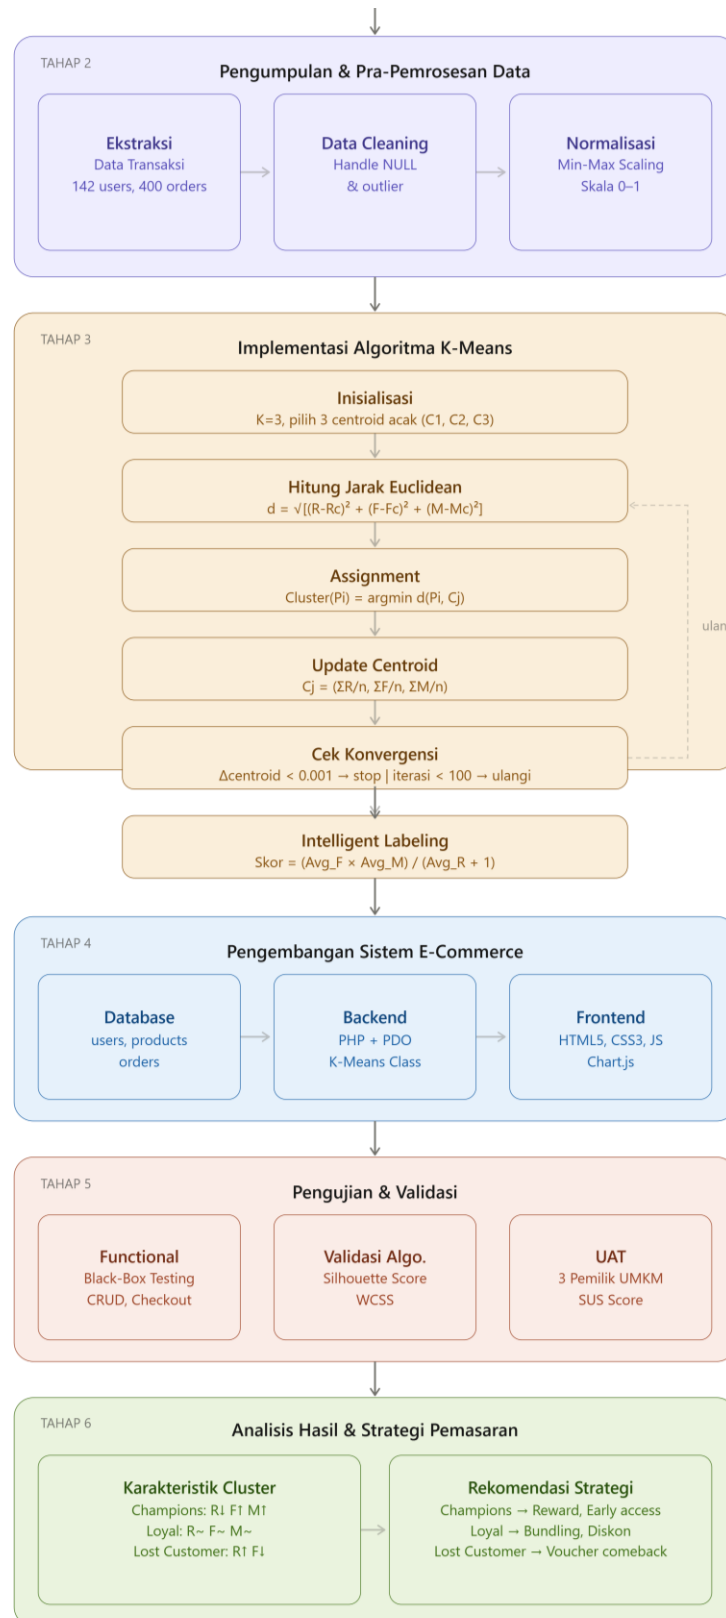 TAHAP 2
Pengumpulan & Pra-Pemrosesan Data
Ekstraksi
Data Transaksi
142 users, 400 orders
Data Cleaning
Handle NULL
& outlier
Normalisasi
Min-Max Scaling
Skala 0–1
TAHAP 3
Implementasi Algoritma K-Means
Inisialisasi
K=3, pilih 3 centroid acak (C1, C2, C3)
Hitung Jarak Euclidean
d = √[(R-Rc)² + (F-Fc)² + (M-Mc)²]
Assignment
Cluster(Pi) = argmin d(Pi, Cj)
ulan
Update Centroid
Cj = (ΣR/n, ΣF/n, ΣM/n)
Cek Konvergensi
Δcentroid < 0.001 → stop | iterasi < 100 → ulangi
Intelligent Labeling
Skor = (Avg_F × Avg_M) / (Avg_R + 1)
TAHAP 4
Pengembangan Sistem E-Commerce
Database
users, products
orders
Backend
PHP + PDO
K-Means Class
Frontend
HTML5, CSS3, JS
Chart.js
TAHAP 5
Pengujian & Validasi
Functional
Black-Box Testing
CRUD, Checkout
Validasi Algo.
Silhouette Score
WCSS
UAT
3 Pemilik UMKM
SUS Score
TAHAP 6
Analisis Hasil & Strategi Pemasaran
Karakteristik Cluster
Champions: R↓ F↑ M↑
Loyal: R~ F~ M~
Lost Customer: R↑ F↓
Rekomendasi Strategi
Champions → Reward, Early access
Loyal → Bundling, Diskon
Lost Customer → Voucher comeback